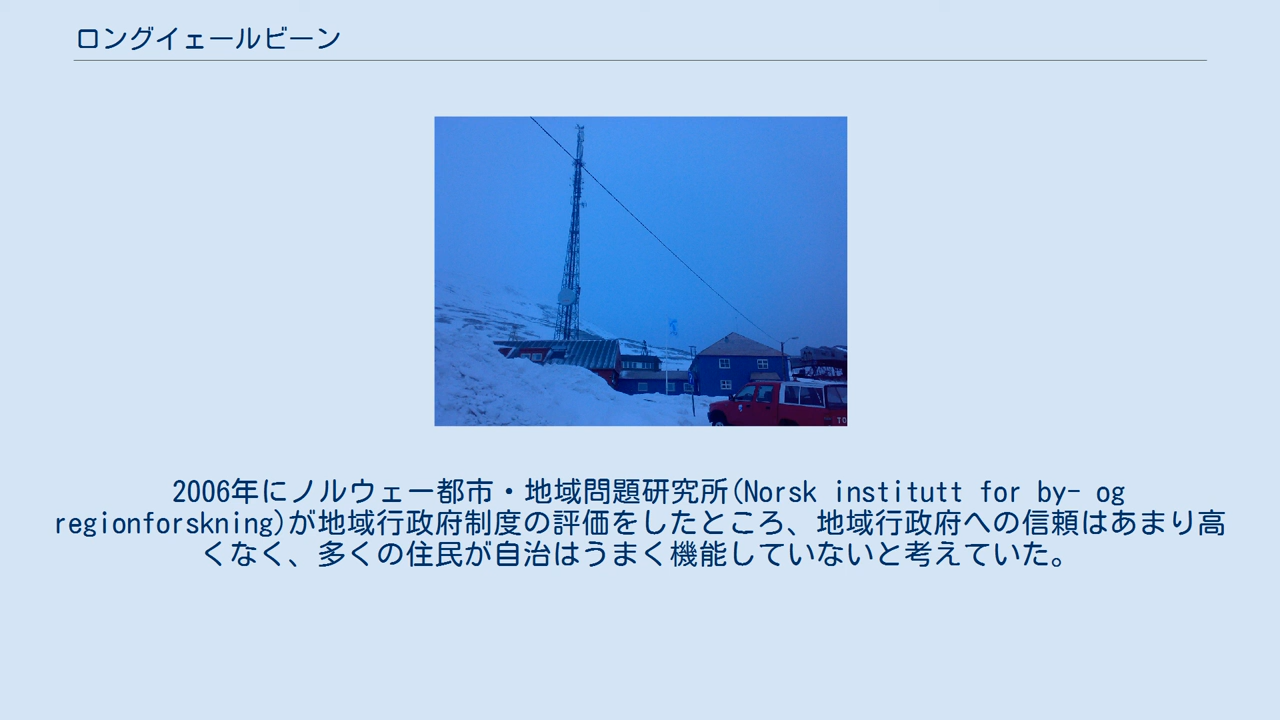 ロングイェールビーン
2006年にノルウェー都市・地域問題研究所(Norsk institutt for by- og
regionforskning)が地域行政府制度の評価をしたところ、地域行政府への信頼はあまり高
くなく、多くの住民が自治はうまく機能していないと考えていた。